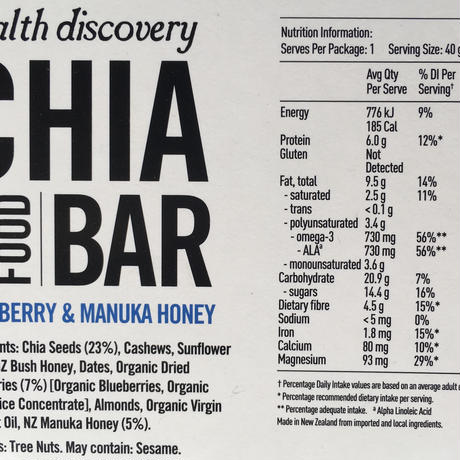 alth discovery
CHIA
FOOD
BAR
BERRY & MANUKA HONEY
nts: Chia Seeds (23%), Cashews, Sunflower
Z Bush Honey, Dates, Organic Dried
ries (7%) [Organic Blueberries, Organic
ice Concentrate], Almonds, Organic Virgin
t Oil, NZ Manuka Honey (5%).
s: Tree Nuts. May contain: Sesame.
Nutrition Information:
Serves Per Package: 1 Serving Size: 40 g
Avg Qty % DI Per
Per Serve Serving†
Energy 776 kJ 9%
185 Cal
Protein 6.0 g 12%*
Gluten Not
Detected
Fat, total 9.5 g 14%
- saturated 2.5 g 11%
- trans <0.1 g
- polyunsaturated 3.4 g
- omega-3 730 mg 56%**
- ALAª 730 mg 56%**
- monounsaturated 3.6 g
Carbohydrate 20.9 g 7%
- sugars 14.4 g 16%
Dietary fibre 4.5 g 15%*
Sodium <5 mg 0%
Iron 1.8 mg 15%*
Calcium 80 mg 10%*
Magnesium 93 mg 29%*
† Percentage Daily Intake values are based on an average adult
* Percentage recommended dietary intake per serving.
** Percentage adequate intake. ª Alpha Linoleic Acid
Made in New Zealand from imported and local ingredients.